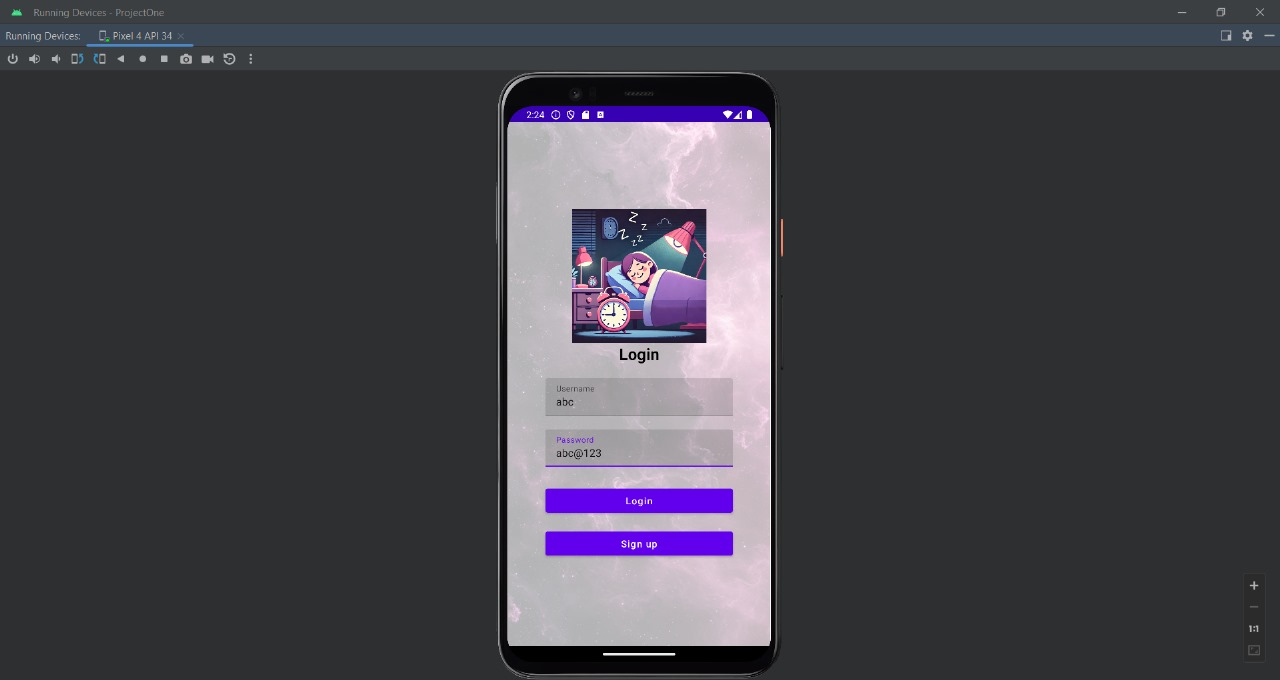 Running Devices - ProjectOne
Running Devices: Pixel 4 API 34
2:24
Z
Z
Z
Z
Z
Login
Username
abc
Password
abc@123
Login
Sign up
1:1